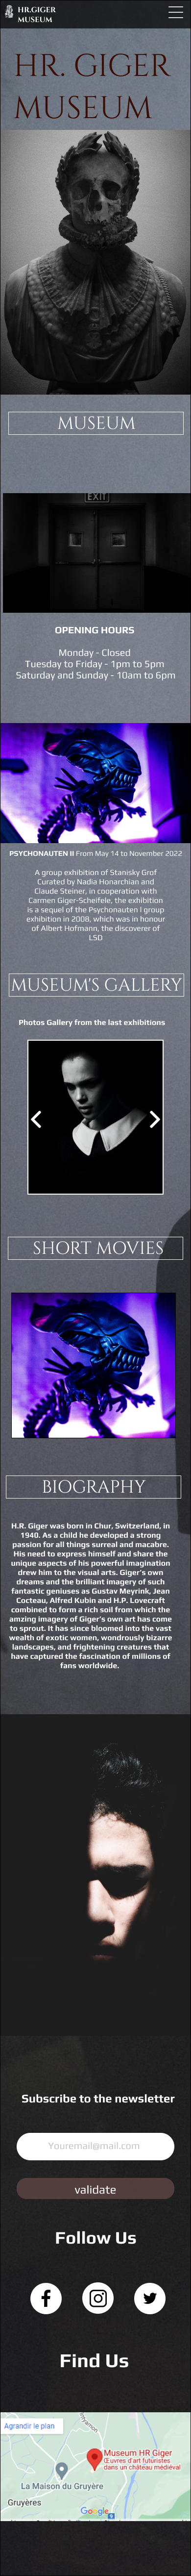 HR.GIGER
MUSEUM
HR. GIGER
MUSEUM
MUSEUM
EXIT
OPENING HOURS
Monday - Closed
Tuesday to Friday - 1pm to 5pm
Saturday and Sunday - 10am to 6pm
PSYCHONAUTEN II From May 14 to November 2022
A group exhibition of Stanisky Grof
Curated by Nadia Honarchian and
Claude Steiner, in cooperation with
Carmen Giger-Scheifele, the exhibition
is a sequel of the Psychonauten I group
exhibition in 2008, which was in honour
of Albert Hofmann, the discoverer of
LSD
MUSEUM'S GALLERY
Photos Gallery from the last exhibitions
SHORT MOVIES
BIOGRAPHY
H.R. Giger was born in Chur, Switzerland, in
1940. As a child he developed a strong
passion for all things surreal and macabre.
His need to express himself and share the
unique aspects of his powerful imagination
drew him to the visual arts. Giger's own
dreams and the brilliant imagery of such
fantastic geniuses as Gustav Meyrink, Jean
Cocteau, Alfred Kubin and H.P. Lovecraft
combined to form a rich soil from which the
amzing imagery of Giger's own art has come
to sprout. It has since bloomed into the vast
wealth of exotic women, wondrously bizarre
landscapes, and frightening creatures that
have captured the fascination of millions of
fans worldwide.
Subscribe to the newsletter
Youremail@mail.com
validate
Follow Us
Find Us
Agrandir le plan
Museum HR Giger
Œuvres d'art futuristes
dans un château médiéval
La Maison du Gruyère
Gruyères
Google